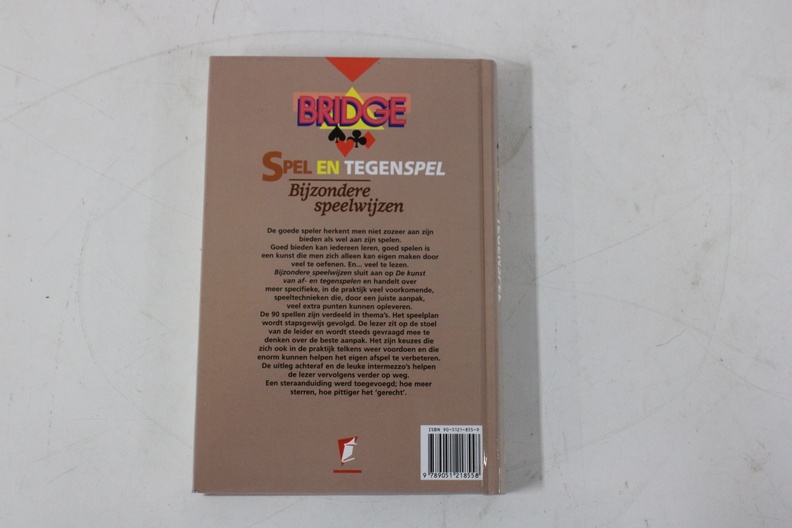 BRIDGE
SPEL EN TEGENSPEL
Bijzondere
speelwijzen
De goede speler herkent men niet zozeer aan zijn
bieden als wel aan zijn spelen.
Goed bieden kan iedereen leren, goed spelen is
een kunst die men zich alleen kan eigen maken door
veel te oefenen. En... veel te lezen.
Bijzondere speelwijzen sluit aan op De kunst
van af- en tegenspelen en handelt over
meer specifieke, in de praktijk veel voorkomende,
speeltechnieken die, door een juiste aanpak,
veel extra punten kunnen opleveren.
De 90 spellen zijn verdeeld in thema's. Het speelplan
wordt stapsgewijs gevolgd. De lezer zit op de stoel
van de leider en wordt steeds gevraagd mee te
denken over de beste aanpak. Het zijn keuzes die
zich ook in de praktijk telkens weer voordoen en die
enorm kunnen helpen het eigen afspel te verbeteren.
De uitleg achteraf en de leuke intermezzo's helpen
de lezer vervolgens verder op weg.
Een steraanduiding werd toegevoegd; hoe meer
sterren, hoe pittiger het 'gerecht'.
ISBN 90-5121-855-0
9 789051 218558